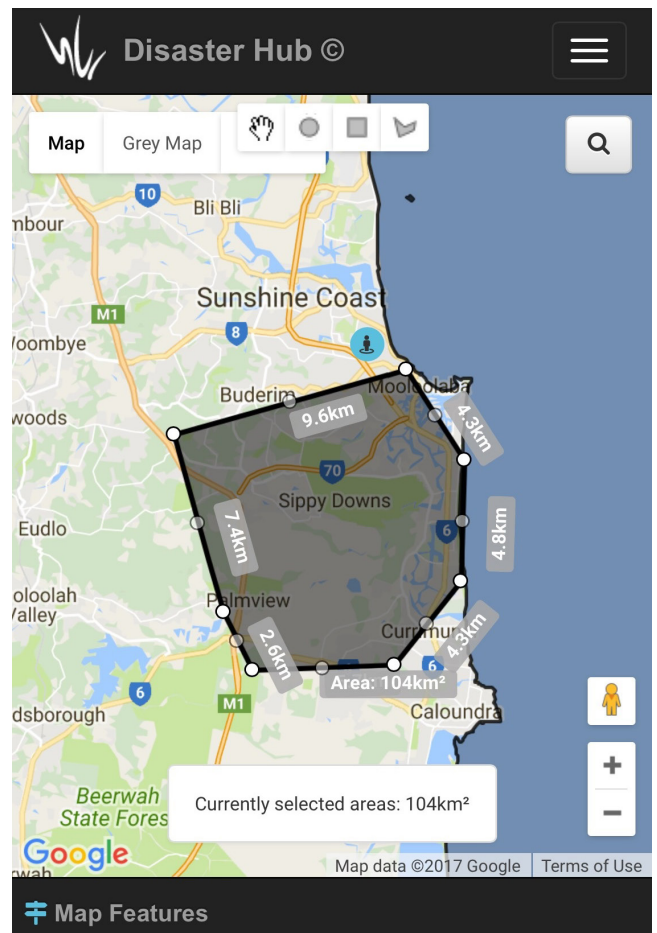 Disaster Hub ©
Map
Grey Map
10
Bli Bli
mbour
Sunshine Coast
M1
8
Woombye
Mooloolaba
Buderim
9.6km
4.3km
woods
70
Sippy Downs
7.4km
6
4.8km
Eudlo
oloolah
Valley
Palmview
Currimun
4.3km
2.6km
6
6
Area: 104km²
M1
dsborough
Caloundra
Beerwah
State Fores
Currently selected areas: 104km²
Google
rwah
Map data ©2017 Google
Terms of Use
Map Features